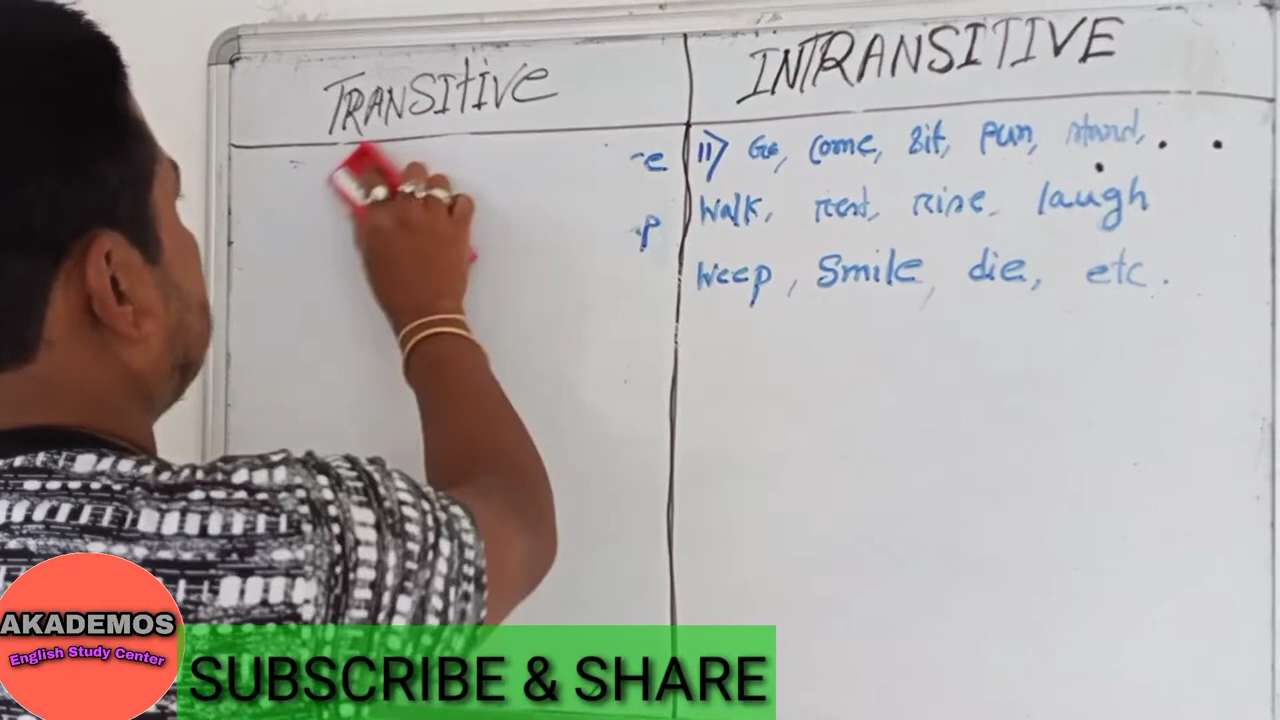 TRANSITIVE
INTRANSITIVE
e
11> Go, Come, Sit, Run, stand,
Walk, Rest, Rise, laugh
p
Weep, Smile, die, etc.
AKADEMOS
English Study Center
SUBSCRIBE & SHARE